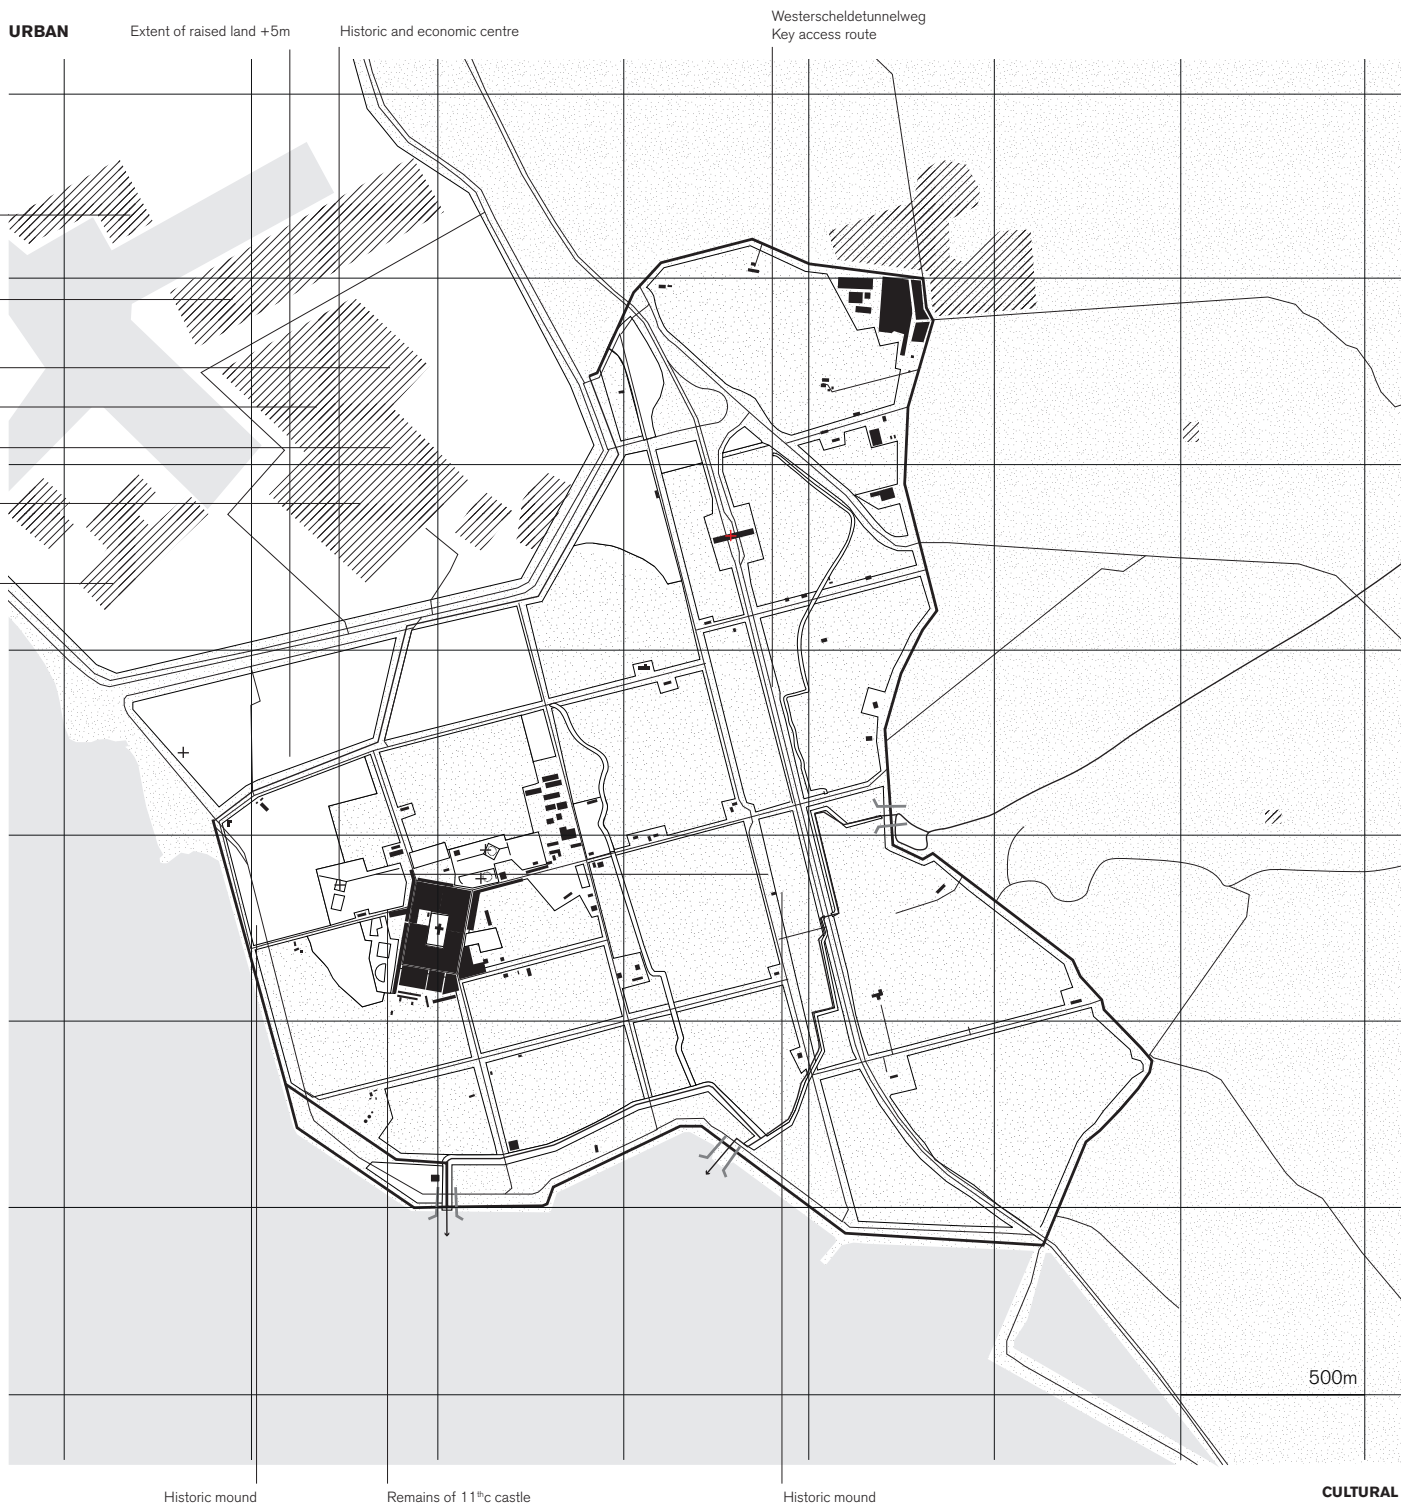 URBAN
Extent of raised land +5m
Historic and economic centre
Westerscheldetunnelweg
Key access route
500m
Historic mound
Remains of 11thc castle
Historic mound
CULTURAL